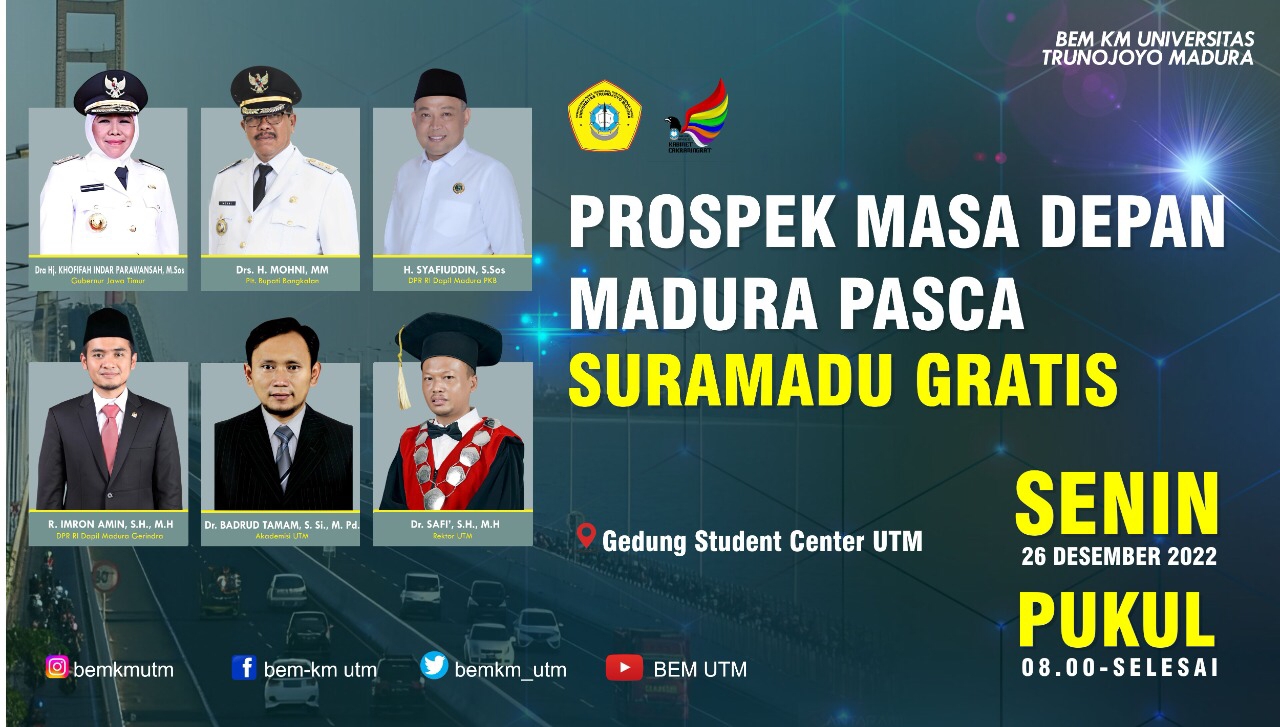 BEM KM UNIVERSITAS
TRUNOJOYO MADURA
KABINET
CAKRANINGRAT
PROSPEK MASA DEPAN
MADURA PASCA
SURAMADU GRATIS
Dra Hj. KHOFIFAH INDAR PARAWANSAH, M.Sos
Gubernur Jawa Timur
Drs. H. MOHNI, MM
Plt. Bupati Bangkalan
H. SYAFIUDDIN, S.Sos
DPR RI Dapil Madura PKB
R. IMRON AMIN, S.H., M.H
DPR RI Dapil Madura Gerindra
Dr. BADRUD TAMAM, S. Si., M. Pd.
Akademisi UTM
Dr. SAFI', S.H., M.H
Rektor UTM
Gedung Student Center UTM
SENIN
26 DESEMBER 2022
PUKUL
08.00-SELESAI
bemkmutm
bem-km utm
bemkm_utm
BEM UTM